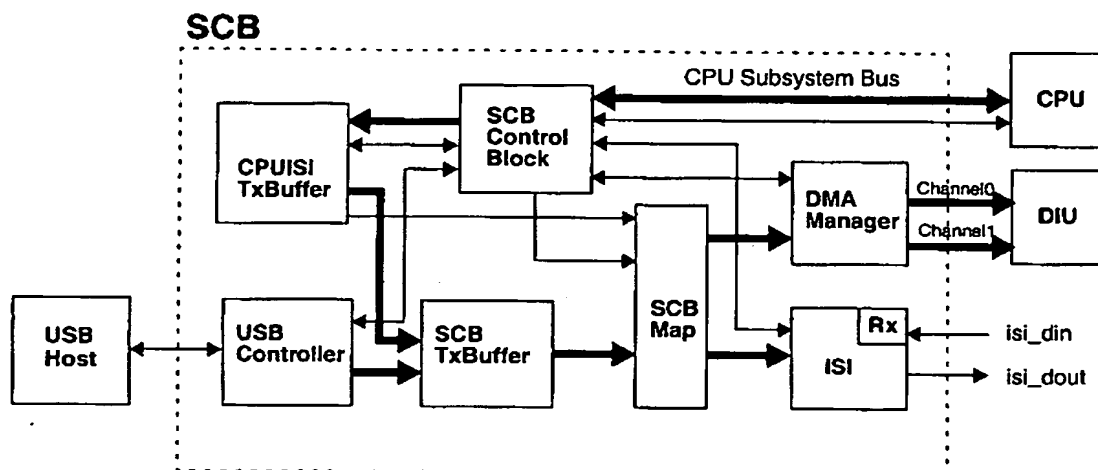 SCB
CPU Subsystem Bus
CPU
SCB
Control
Block
CPUISI
TxBuffer
DMA
Manager
Channel0
Channel1
DIU
SCB
Map
USB
Host
USB
Controller
SCB
TxBuffer
Rx
ISI
isi_din
isi_dout